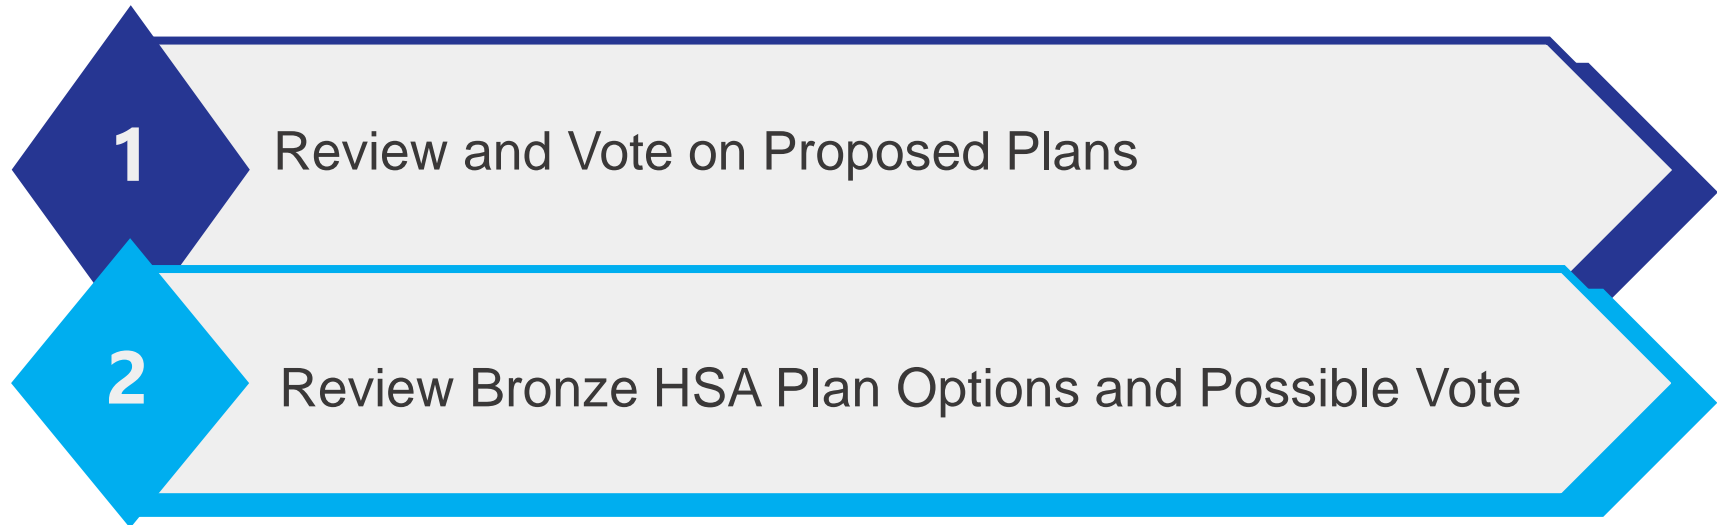 1
Review and Vote on Proposed Plans
2
Review Bronze HSA Plan Options and Possible Vote